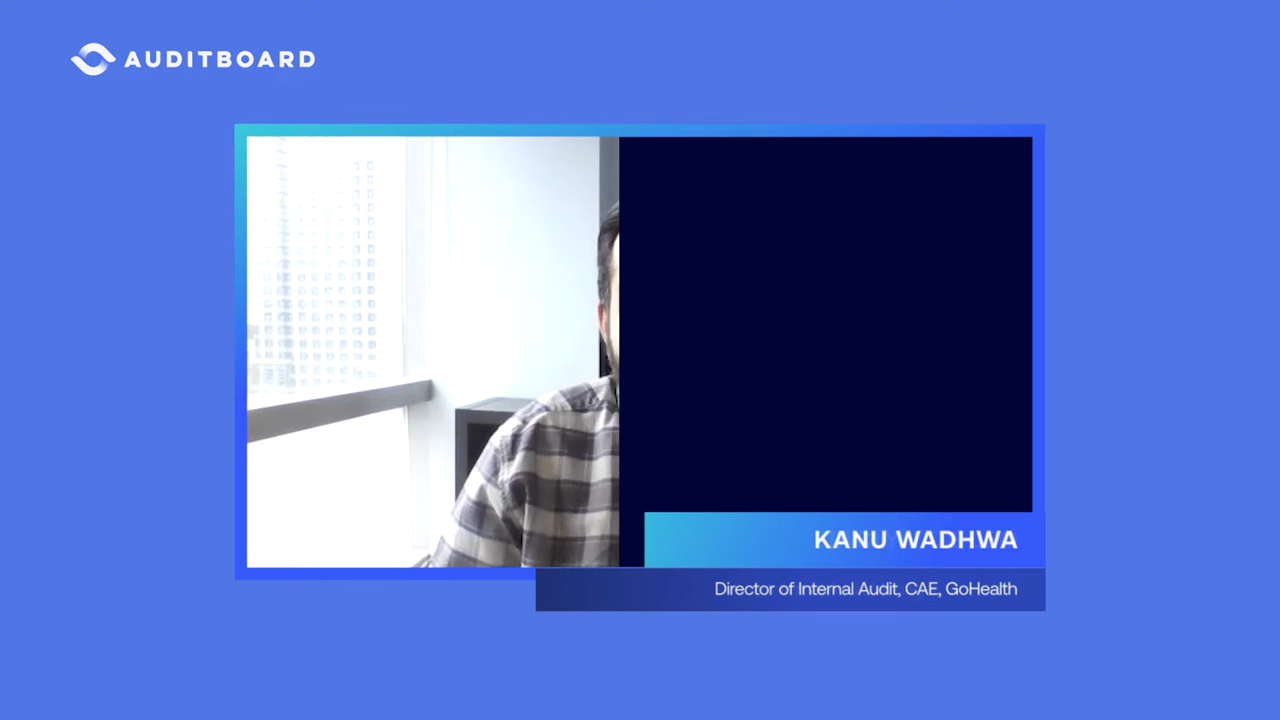 AUDITBOARD
KANU WADHWA
Director of Internal Audit, CAE, GoHealth